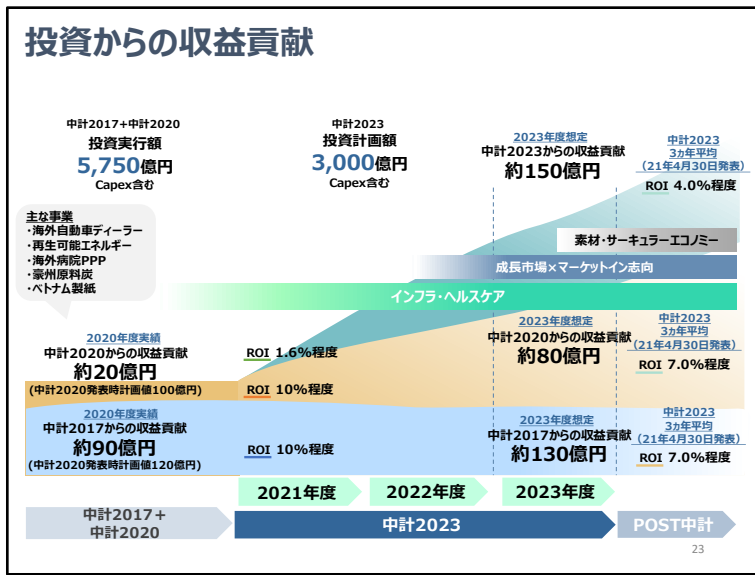 投資からの収益貢献
中計2017+中計2020
投資実行額
5,750億円
Capex含む
中計2023
投資計画額
3,000億円
Capex含む
2023年度想定
中計2023からの収益貢献
約150億円
中計2023
3ヵ年平均
（21年4月30日発表）
ROI 4.0%程度
主な事業
・海外自動車ディーラー
・再生可能エネルギー
・海外病院PPP
・豪州原料炭
・ベトナム製紙
素材・サーキュラーエコノミー
成長市場×マーケットイン志向
インフラ・ヘルスケア
2020年度実績
中計2020からの収益貢献
約20億円
(中計2020発表時計画値100億円)
ROI 1.6%程度
ROI 10%程度
2023年度想定
中計2020からの収益貢献
約80億円
中計2023
3ヵ年平均
（21年4月30日発表）
ROI 7.0%程度
2020年度実績
中計2017からの収益貢献
約90億円
(中計2020発表時計画値120億円)
ROI 10%程度
2023年度想定
中計2017からの収益貢献
約130億円
中計2023
3ヵ年平均
（21年4月30日発表）
ROI 7.0%程度
2021年度
2022年度
2023年度
中計2017＋
中計2020
中計2023
POST中計
23